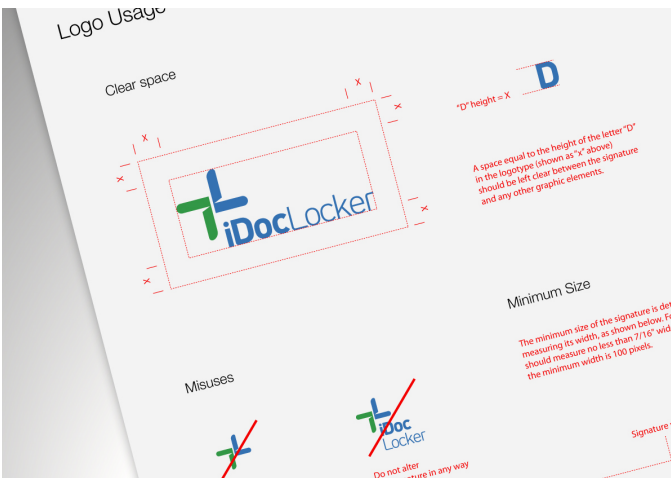 Logo Usage
Clear space
X
X
X
X
X
X
X
X
iDocLocker
D
"D" height = X
A space equal to the height of the letter "D"
in the logotype (shown as "x" above)
should be left clear between the signature
and any other graphic elements.
Minimum Size
The minimum size of the signature is
measuring its width, as shown below.
should measure no less than 7/16"
the minimum width is 100 pixels.
Misuses
iDoc
Locker
Do not alter
in any way
Signature